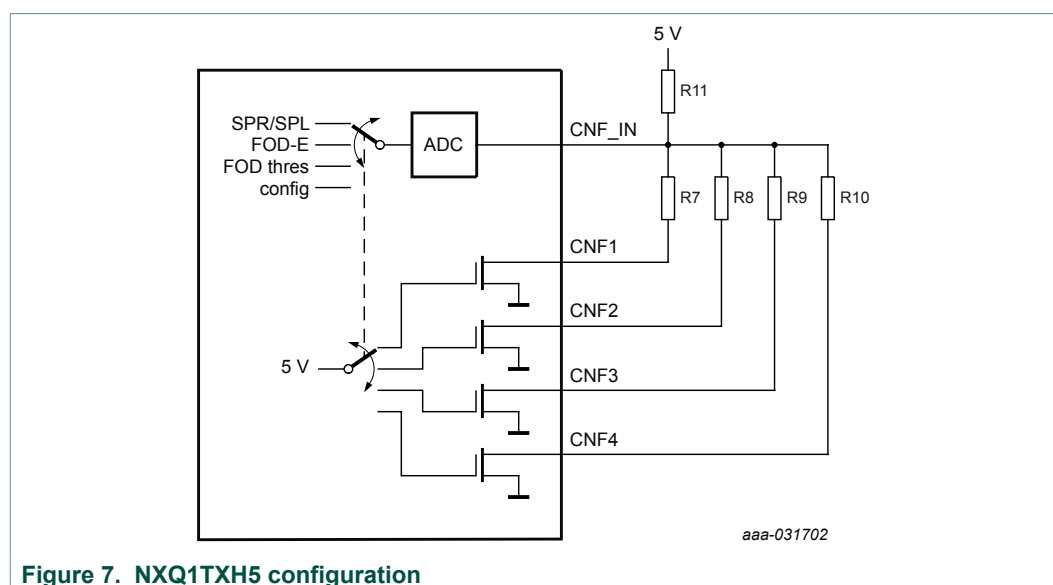 5 V
R11
SPR/SPL
FOD-E
FOD thres
config
ADC
CNF_IN
R7
R8
R9
R10
CNF1
CNF2
5 V
CNF3
CNF4
aaa-031702
Figure 7. NXQ1TXH5 configuration